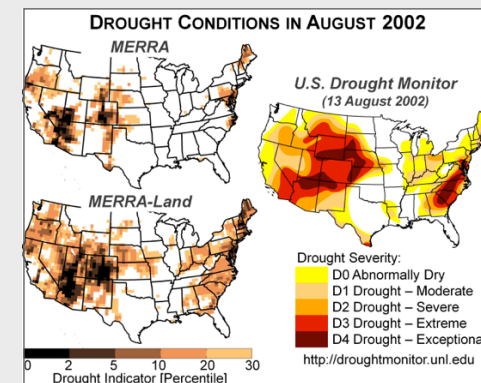 DROUGHT CONDITIONS IN AUGUST 2002
MERRA
U.S. Drought Monitor
(13 August 2002)
MERRA-Land
Drought Severity:
D0 Abnormally Dry
D1 Drought – Moderate
D2 Drought – Severe
D3 Drought – Extreme
D4 Drought – Exceptiona
http://droughtmonitor.unl.edu
0 2 5 10 20 30
Drought Indicator [Percentile]